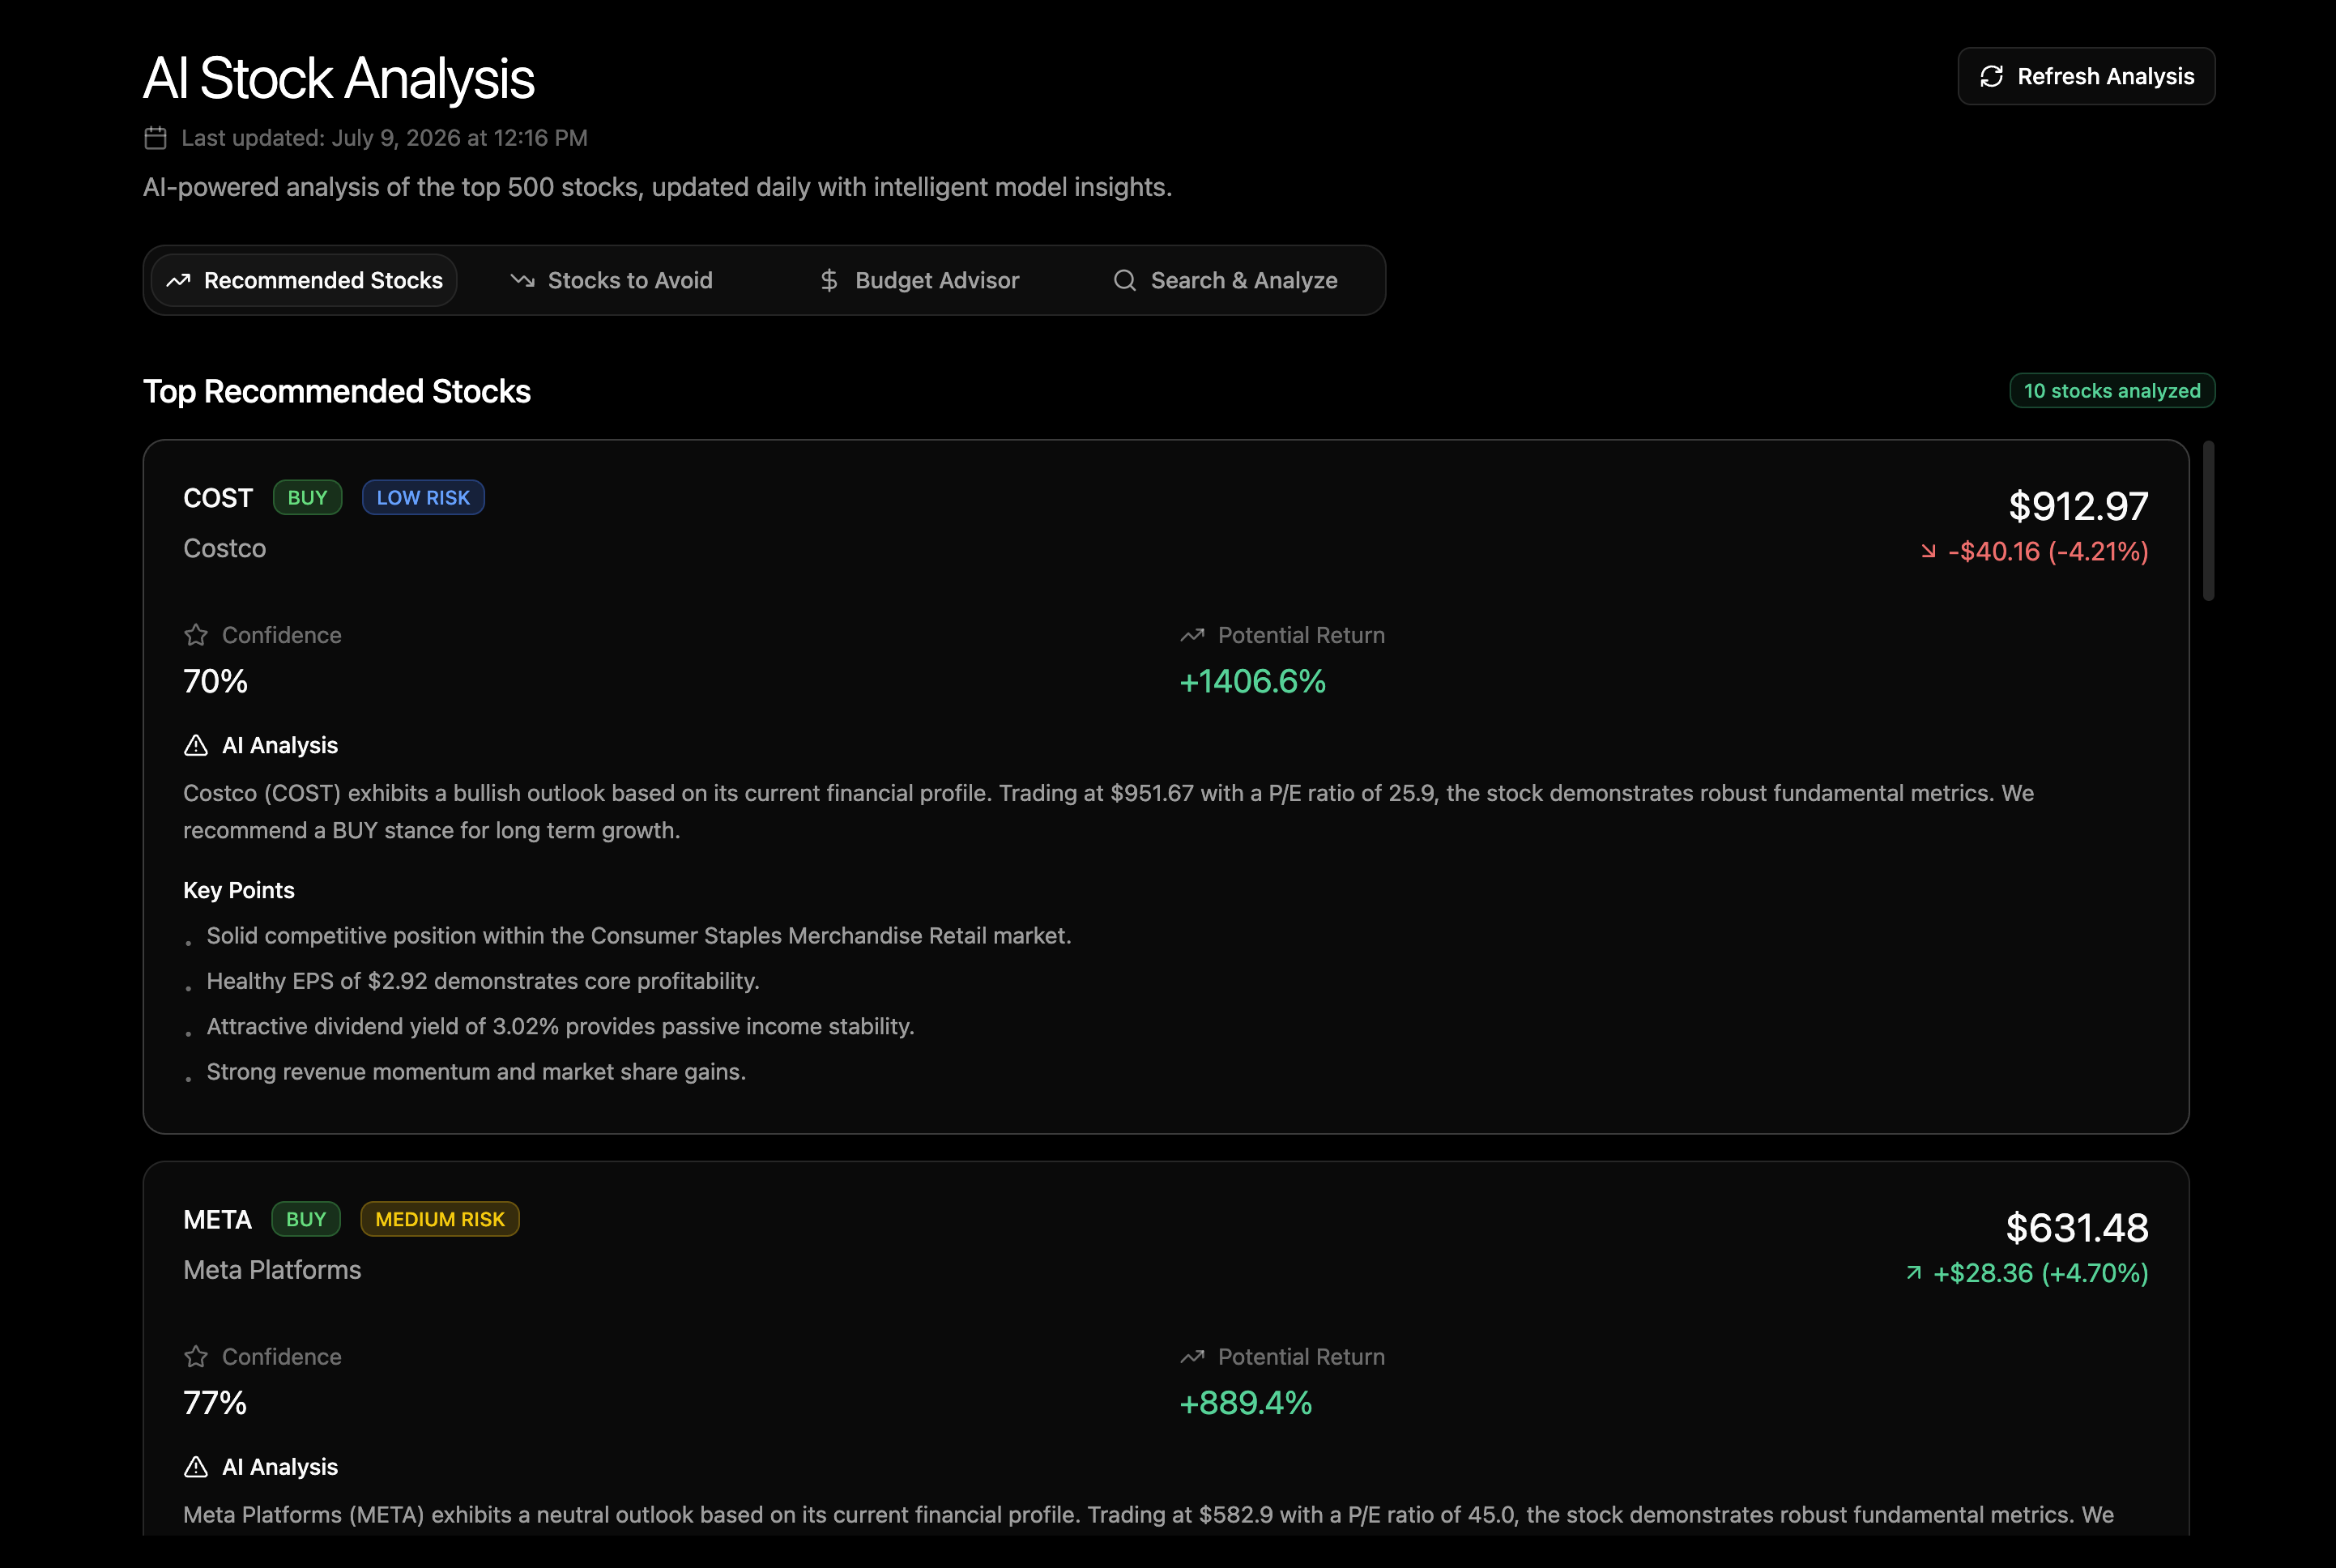 AI Stock Analysis
Refresh Analysis
Last updated: July 9, 2026 at 12:16 PM
AI-powered analysis of the top 500 stocks, updated daily with intelligent model insights.
Recommended Stocks
Stocks to Avoid
Budget Advisor
Search & Analyze
Top Recommended Stocks
10 stocks analyzed
COST BUY LOW RISK
$912.97
Costco
-$40.16 (-4.21%)
Confidence
Potential Return
70%
+1406.6%
AI Analysis
Costco (COST) exhibits a bullish outlook based on its current financial profile. Trading at $951.67 with a P/E ratio of 25.9, the stock demonstrates robust fundamental metrics. We
recommend a BUY stance for long term growth.
Key Points
• Solid competitive position within the Consumer Staples Merchandise Retail market.
• Healthy EPS of $2.92 demonstrates core profitability.
• Attractive dividend yield of 3.02% provides passive income stability.
• Strong revenue momentum and market share gains.
META BUY MEDIUM RISK
$631.48
Meta Platforms
+$28.36 (+4.70%)
Confidence
Potential Return
77%
+889.4%
AI Analysis
Meta Platforms (META) exhibits a neutral outlook based on its current financial profile. Trading at $582.9 with a P/E ratio of 45.0, the stock demonstrates robust fundamental metrics. We